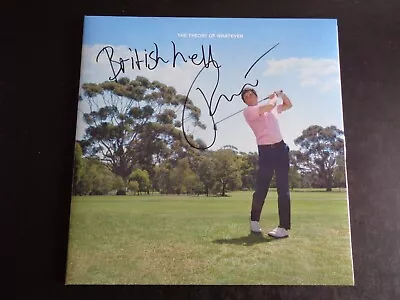 THE THEORY OF WHATEVER
British hell